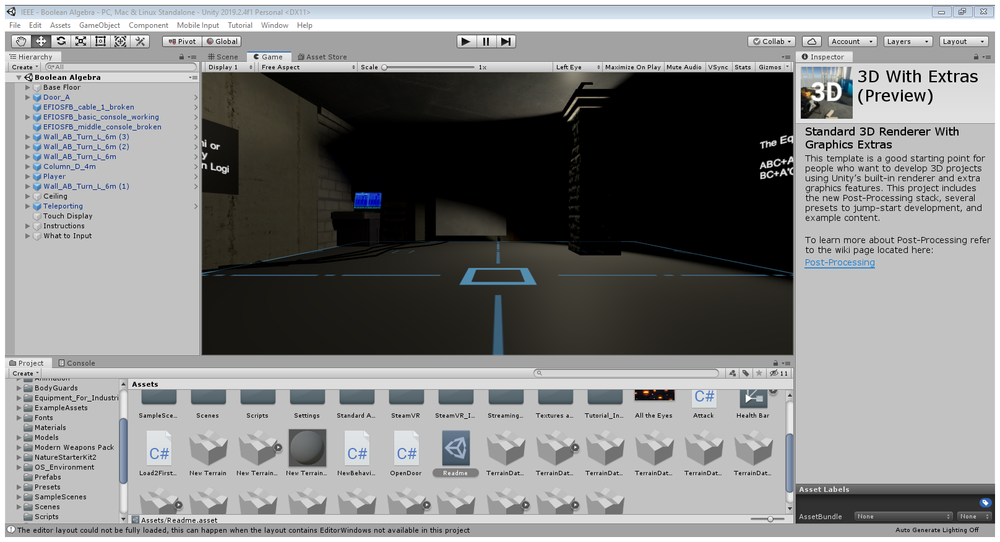 IEEE - Boolean Algebra - PC, Mac & Linux Standalone - Unity 2019.2.4f1 Personal <DX11>
File Edit Assets GameObject Component Mobile Input Tutorial Window Help
Pivot Global Collab Account Layers Layout
Hierarchy
Create All
Boolean Algebra
Base Floor
Door_A
EFIOSFB_cable_1_broken
EFIOSFB_basic_console_working
EFIOSFB_middle_console_broken
Wall_AB_Turn_L_6m (3)
Wall_AB_Turn_L_6m (2)
Wall_AB_Turn_L_6m
Column_D_4m
Player
Wall_AB_Turn_L_6m (1)
Ceiling
Teleporting
Touch Display
Instructions
What to Input
Scene Game Asset Store
Display 1 Free Aspect Scale 1x Left Eye Maximize On Play Mute Audio VSync Stats Gizmos
ni or
y
n Logi
The Eq
ABC+A
BC+A'C
Inspector
3D
3D With Extras
(Preview)
Standard 3D Renderer With
Graphics Extras
This template is a good starting point for
people who want to develop 3D projects
using Unity's built-in renderer and extra
graphics features. This project includes
the new Post-Processing stack, several
presets to jump-start development, and
example content.
To learn more about Post-Processing refer
to the wiki page located here:
Post-Processing
Asset Labels
AssetBundle None None
Project Console
Create 11
Animation
BodyGuards
Equipment_For_Industri
ExampleAssets
Fonts
Materials
Models
Modern Weapons Pack
NatureStarterKit2
OS_Environment
Prefabs
Presets
SampleScenes
Scenes
Scripts
Assets
SampleSce... Scenes Scripts Settings Standard A... SteamVR SteamVR_I... Streaming... Textures a... Tutorial_In... All the Eyes Attack Health Bar
C#
C# C# C#
Load2First... New Terrain New Terrain... New Terrain... NewBehavi... OpenDoor Readme TerrainDat... TerrainDat... TerrainDat... TerrainDat... TerrainDat... TerrainDat...
Assets/Readme.asset
The editor layout could not be fully loaded, this can happen when the layout contains EditorWindows not available in this project
Auto Generate Lighting Off